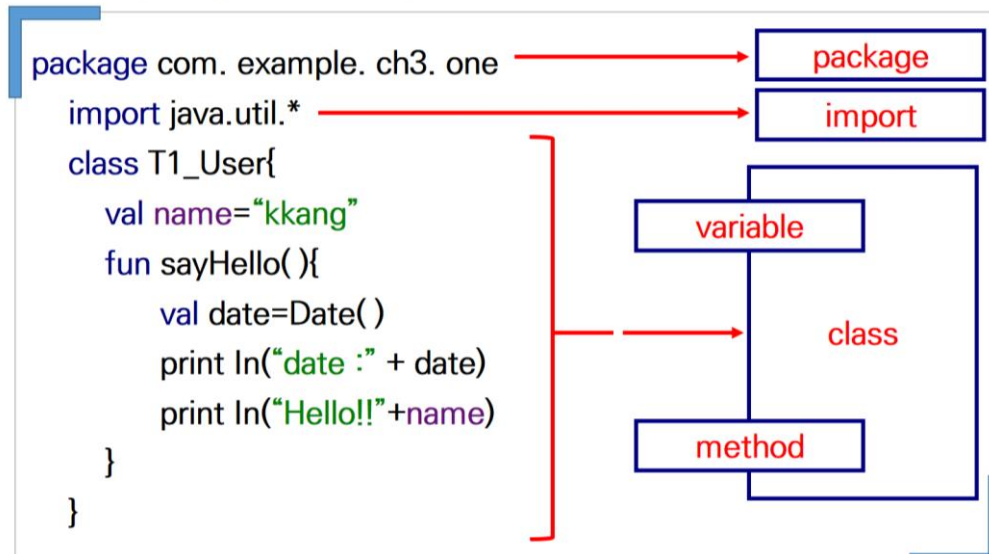 package com. example. ch3. one
package
import java.util.*
import
class T1_User{
val name=“kkang”
variable
fun sayHello( ){
val date=Date( )
class
print ln(“date :” + date)
print ln(“Hello!!”+name)
method
}
}